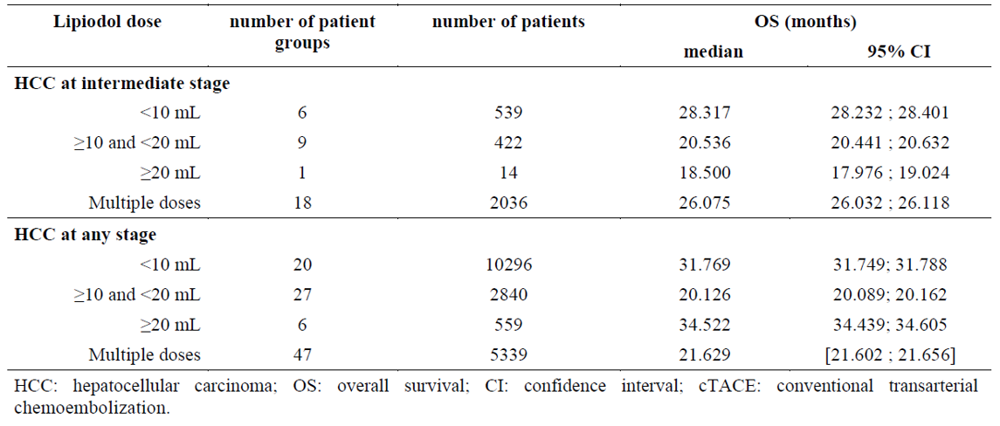 Lipiodol dose number of patient groups number of patients OS (months)
median 95% CI
HCC at intermediate stage
<10 mL 6 539 28.317 28.232 ; 28.401
≥10 and <20 mL 9 422 20.536 20.441 ; 20.632
≥20 mL 1 14 18.500 17.976 ; 19.024
Multiple doses 18 2036 26.075 26.032 ; 26.118
HCC at any stage
<10 mL 20 10296 31.769 31.749; 31.788
≥10 and <20 mL 27 2840 20.126 20.089; 20.162
≥20 mL 6 559 34.522 34.439; 34.605
Multiple doses 47 5339 21.629 [21.602 ; 21.656]
HCC: hepatocellular carcinoma; OS: overall survival; CI: confidence interval; cTACE: conventional transarterial
chemoembolization.